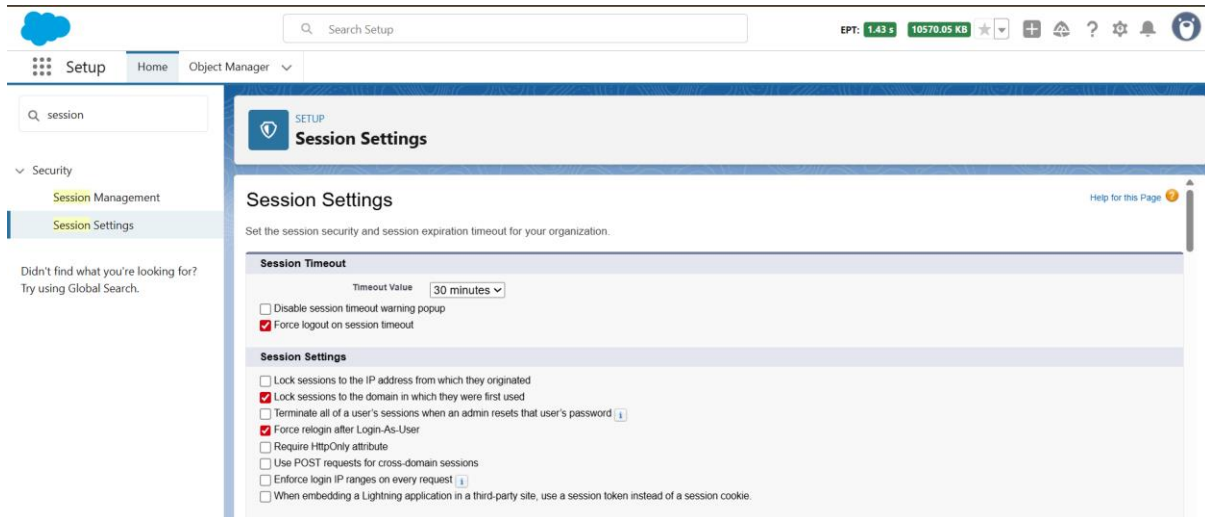 Search Setup
EPT: 1.43 s 10570.05 KB
Setup Home Object Manager
session
Security
Session Management
Session Settings
Didn't find what you're looking for?
Try using Global Search.
SETUP
Session Settings
Session Settings
Help for this Page
Set the session security and session expiration timeout for your organization.
Session Timeout
Timeout Value 30 minutes
Disable session timeout warning popup
Force logout on session timeout
Session Settings
Lock sessions to the IP address from which they originated
Lock sessions to the domain in which they were first used
Terminate all of a user's sessions when an admin resets that user's password i
Force relogin after Login-As-User
Require HttpOnly attribute
Use POST requests for cross-domain sessions
Enforce login IP ranges on every request i
When embedding a Lightning application in a third-party site, use a session token instead of a session cookie.